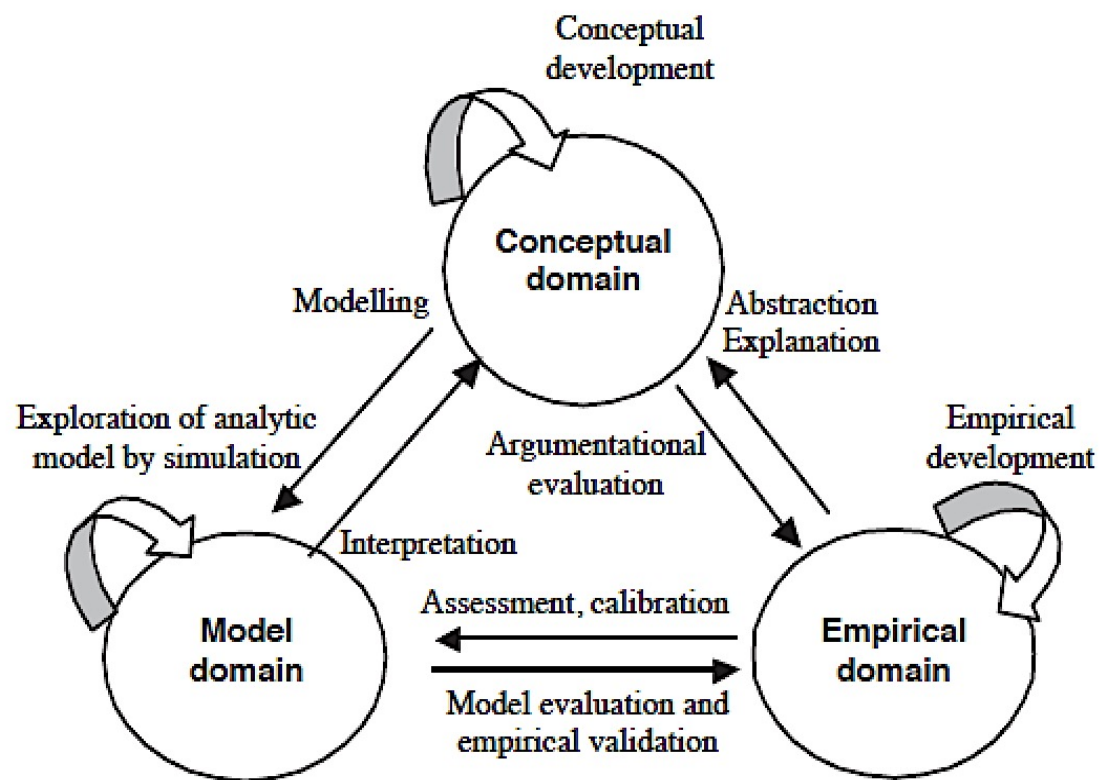 Conceptual
development
Conceptual
domain
Modelling
Abstraction
Explanation
Exploration of analytic
model by simulation
Argumentational
evaluation
Empirical
development
Interpretation
Assessment, calibration
Model
domain
Empirical
domain
Model evaluation and
empirical validation